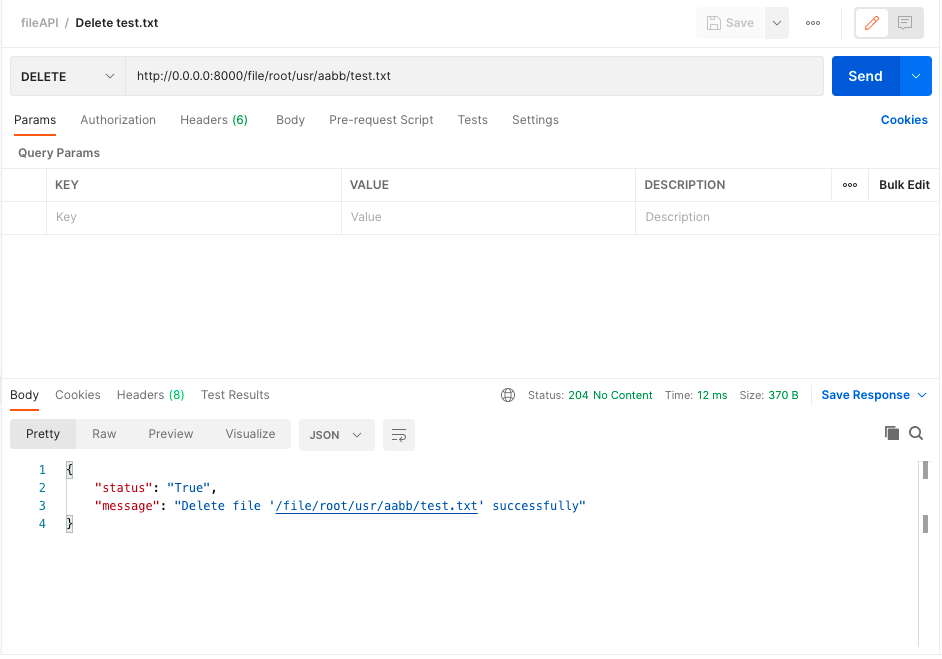 fileAPI / Delete test.txt
Save
DELETE
http://0.0.0.0:8000/file/root/usr/aabb/test.txt
Send
Params Authorization Headers (6) Body Pre-request Script Tests Settings Cookies
Query Params
KEY VALUE DESCRIPTION Bulk Edit
Key Value Description
Body Cookies Headers (8) Test Results Status: 204 No Content Time: 12 ms Size: 370 B Save Response
Pretty Raw Preview Visualize JSON
1 {
2 "status": "True",
3 "message": "Delete file '/file/root/usr/aabb/test.txt' successfully"
4 }